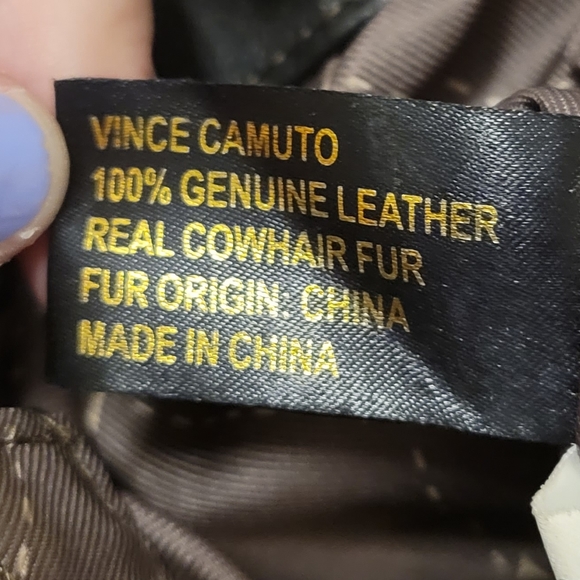 VINCE CAMUTO
100% GENUINE LEATHER
REAL COWHAIR FUR
FUR ORIGIN: CHINA
MADE IN CHINA